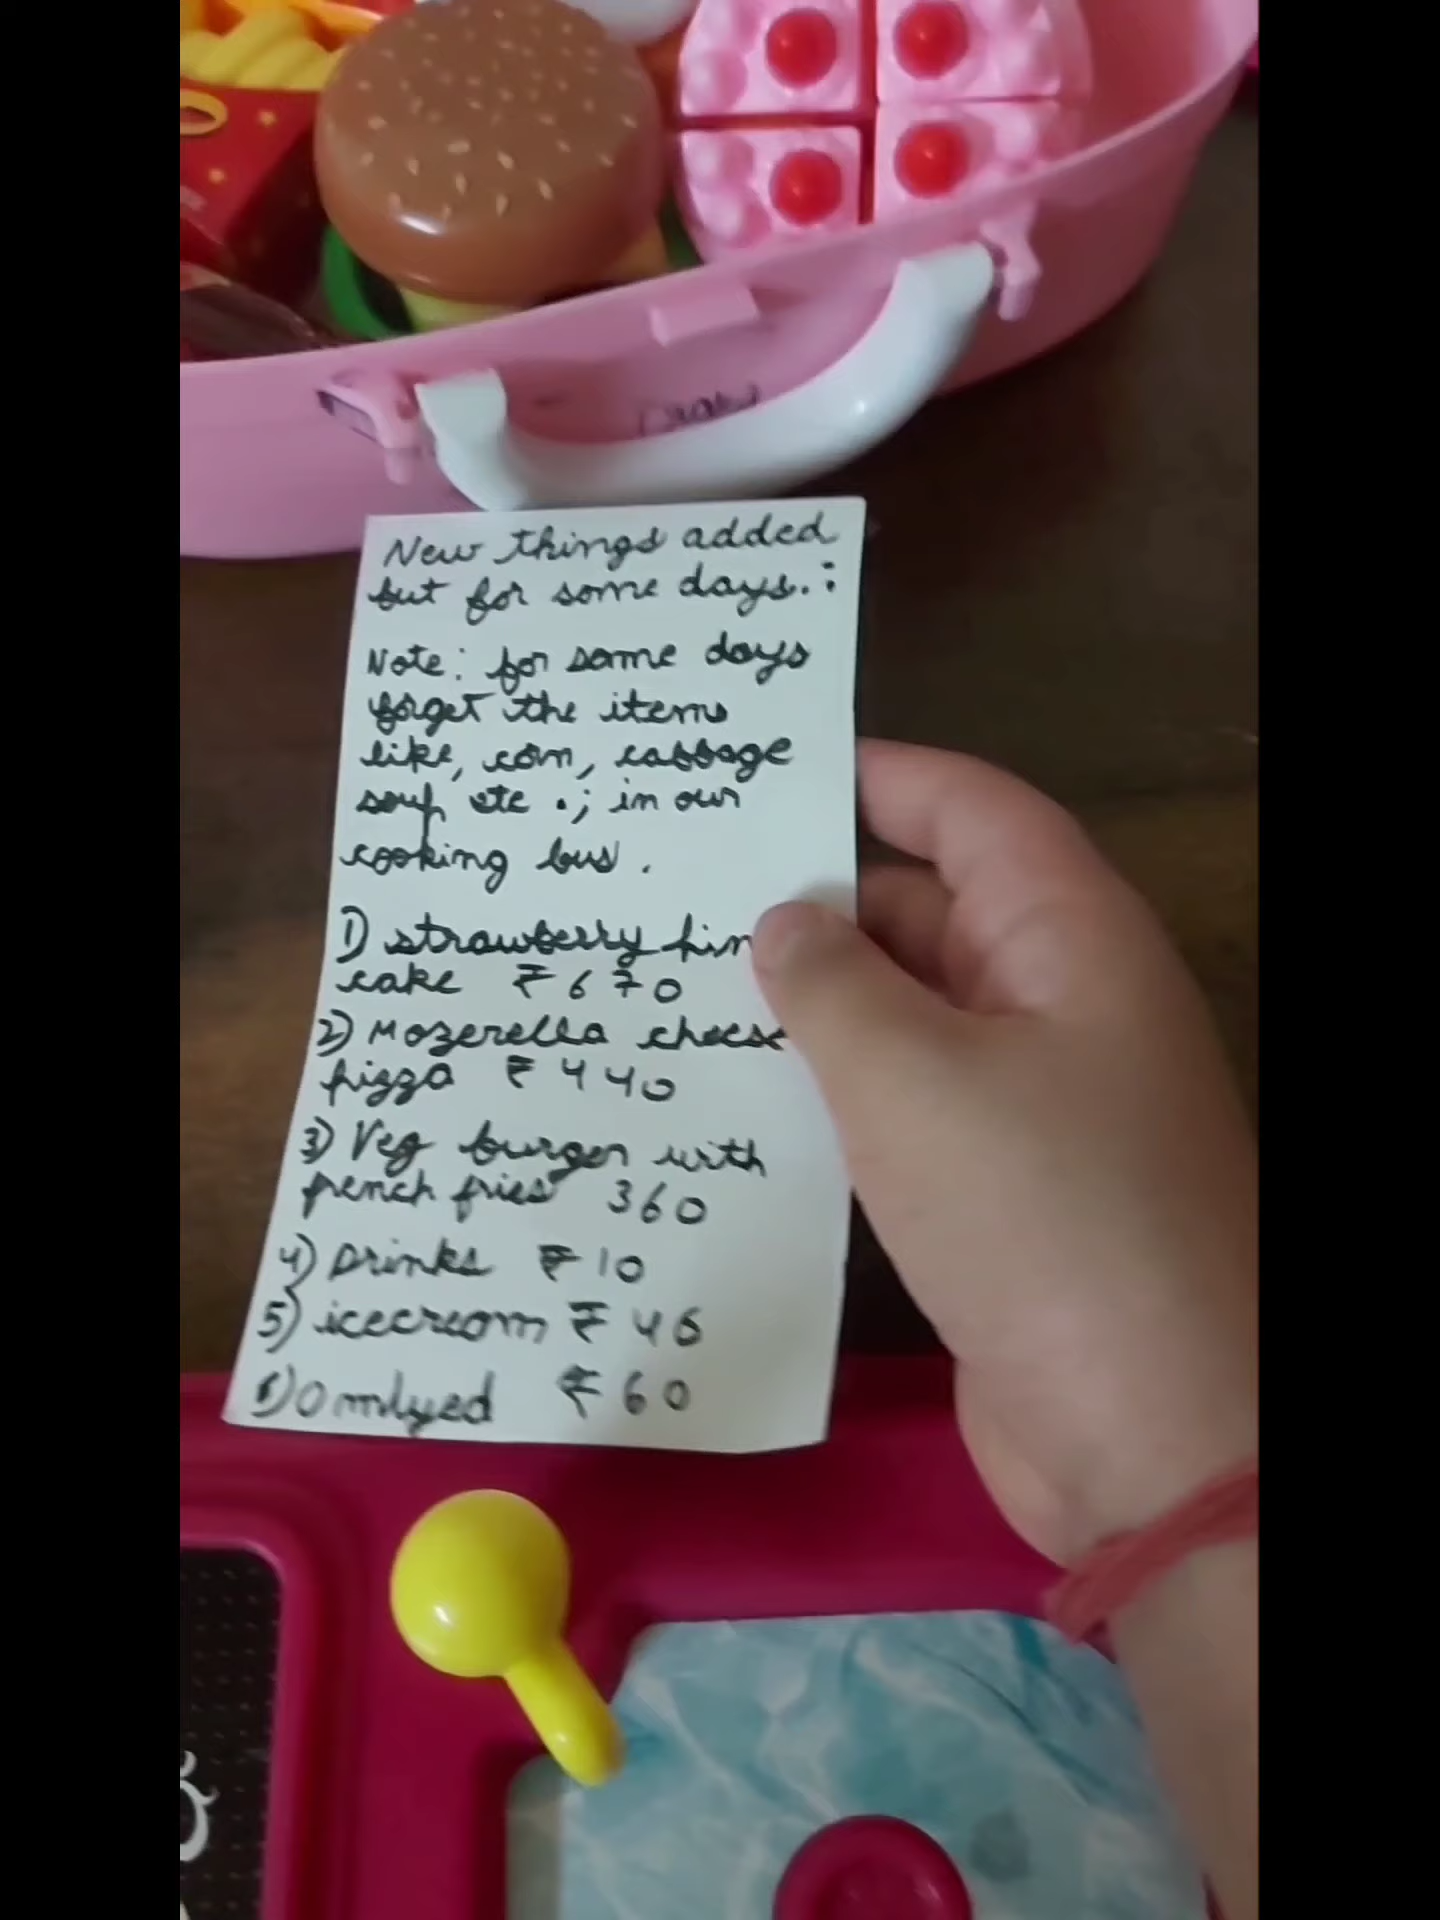 New things added
but for some days. :
Note: for some days
forget the items
like, corn, cabbage
soup etc .; in our
cooking bus .
1) strawberry
cake ₹ 670
2) Mozerella cheese
pizza ₹ 440
3) Veg burger with
french fries 360
4) Drinks ₹ 10
5) icecream ₹ 46
6) Omlyed ₹ 60